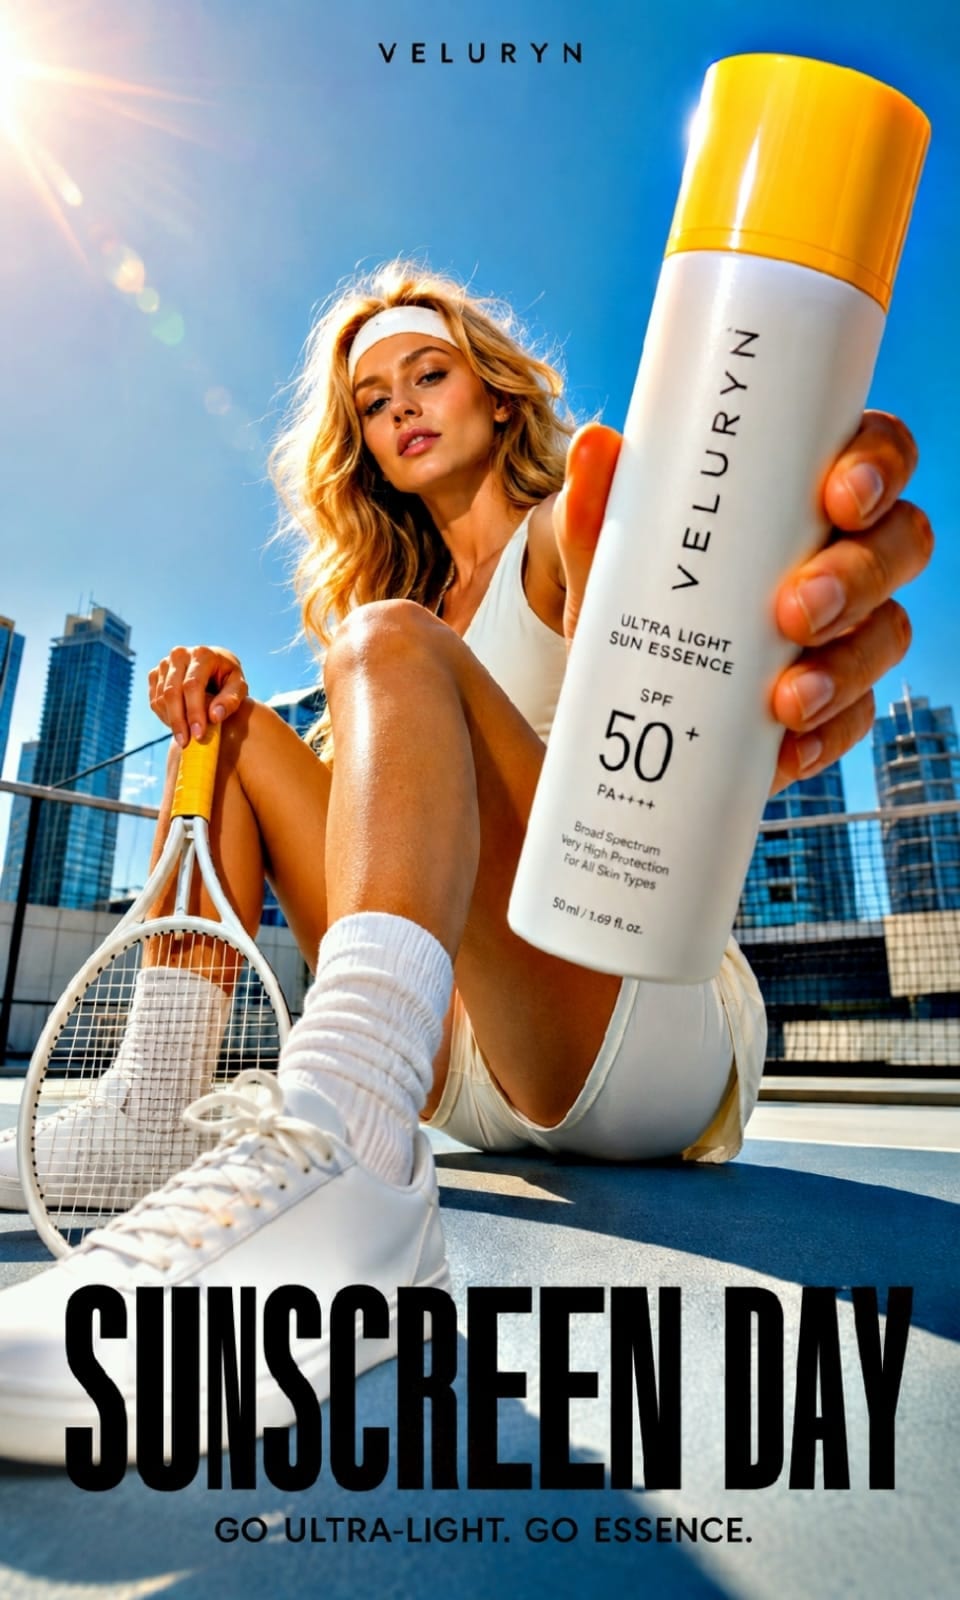 VELURYN
VELURYN
ULTRA LIGHT
SUN ESSENCE
SPF
50+
PA++++
Broad Spectrum
Very High Protection
For All Skin Types
50 ml / 1.69 fl. oz.
SUNSCREEN DAY
GO ULTRA-LIGHT. GO ESSENCE.